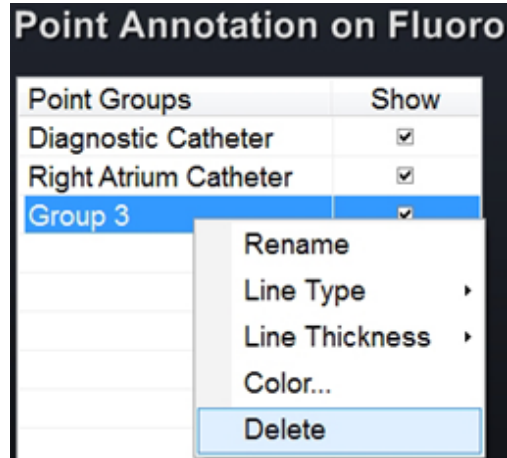 Point Annotation on Fluoro
Point Groups Show
Diagnostic Catheter
Right Atrium Catheter
Group 3
Rename
Line Type
Line Thickness
Color...
Delete